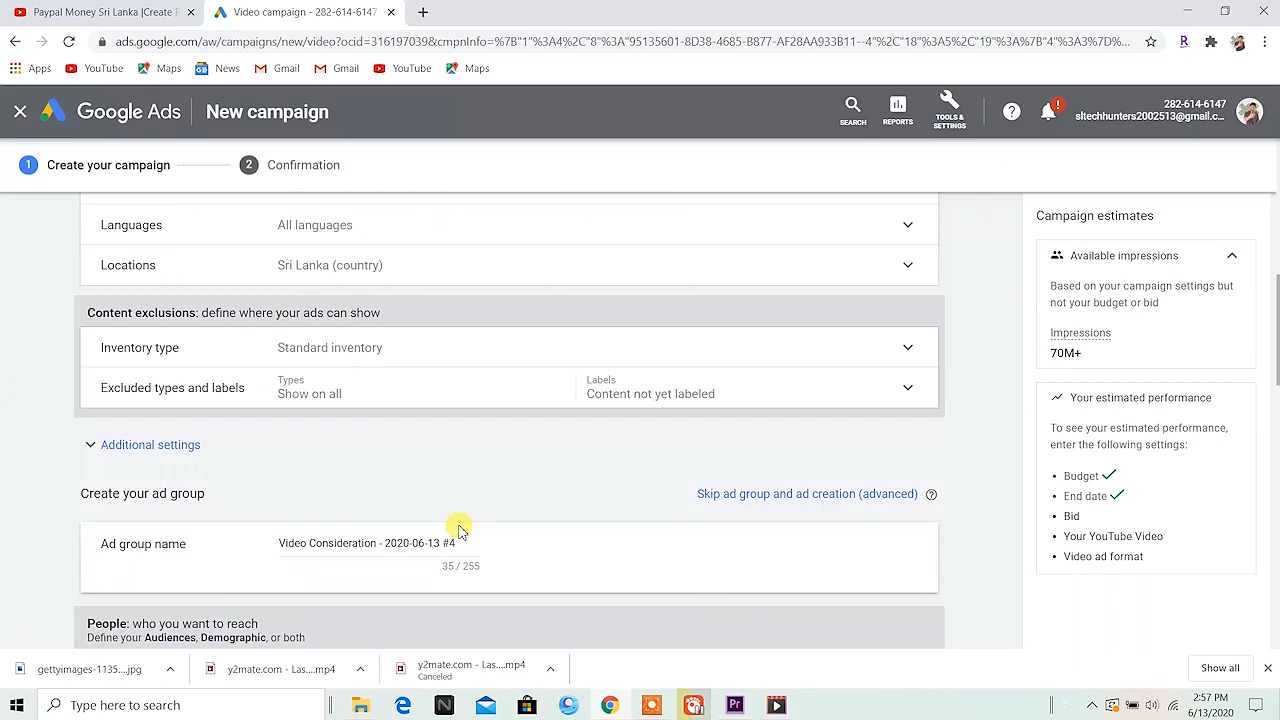 Paypal Money Sri Lanka |Create P
Video campaign - 282-614-6147
ads.google.com/aw/campaigns/new/video?ocid=316197039&cmpnInfo=%7B"1"%3A4%2C"8"%3A"95135601-8D38-4685-B877-AF28AA933B11--4"%2C"18"%3A5%2C"19"%3A%7B"4"%3A3%7D%...
Apps
YouTube
Maps
News
Gmail
Gmail
YouTube
Maps
Google Ads
New campaign
SEARCH
REPORTS
TOOLS & SETTINGS
282-614-6147
sltechhunters2002513@gmail.c...
1 Create your campaign
2 Confirmation
Languages
All languages
Locations
Sri Lanka (country)
Content exclusions: define where your ads can show
Inventory type
Standard inventory
Excluded types and labels
Types
Show on all
Labels
Content not yet labeled
Additional settings
Create your ad group
Skip ad group and ad creation (advanced)
Ad group name
Video Consideration - 2020-06-13 #4
35 / 255
People: who you want to reach
Define your Audiences, Demographic, or both
Campaign estimates
Available impressions
Based on your campaign settings but
not your budget or bid
Impressions
70M+
Your estimated performance
To see your estimated performance,
enter the following settings:
• Budget
• End date
• Bid
• Your YouTube Video
• Video ad format
gettyimages-1135....jpg
y2mate.com - Las....mp4
y2mate.com - Las....mp4
Canceled
Show all
Type here to search
2:57 PM
6/13/2020